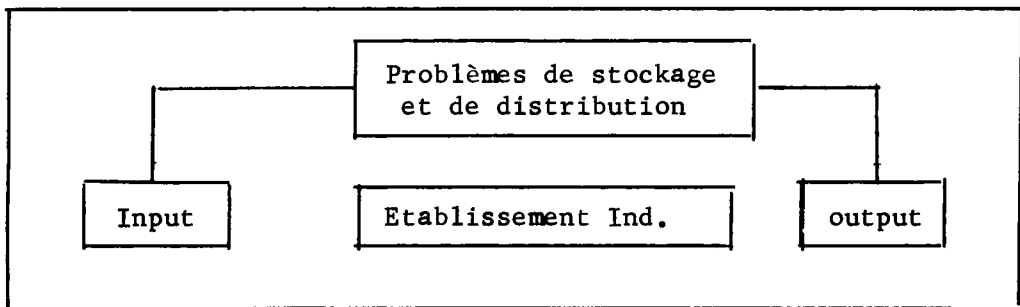 Problèmes de stockage
et de distribution
Input
Etablissement Ind.
output